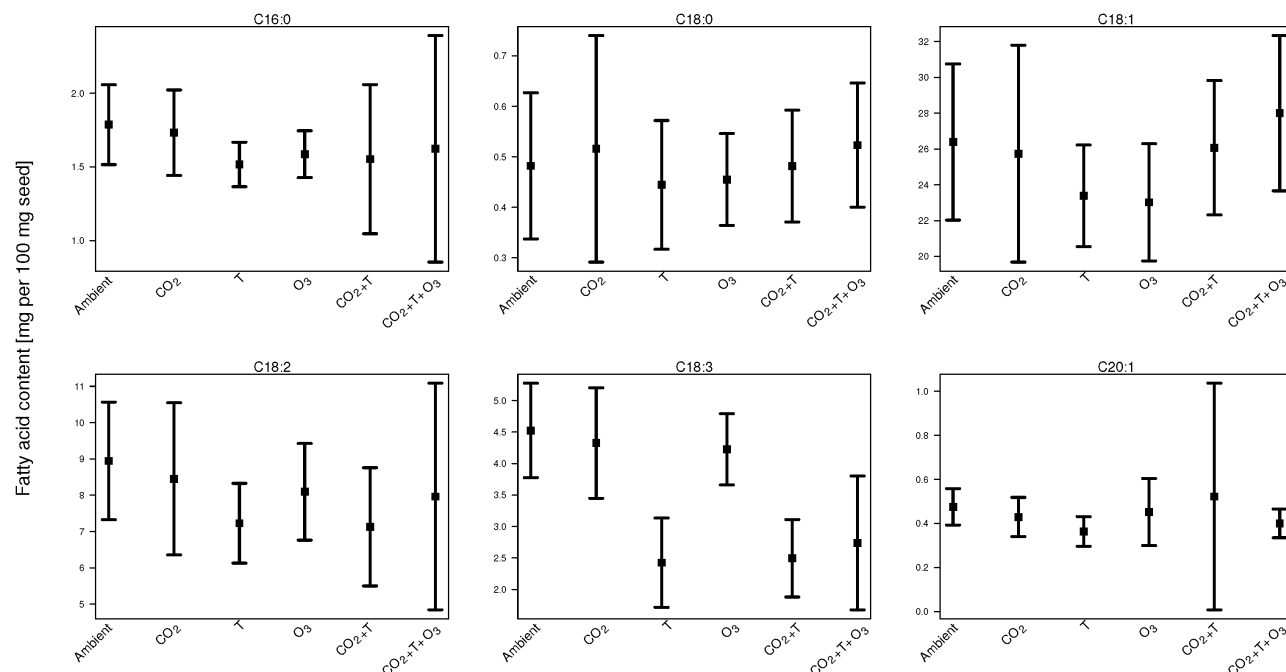 Fatty acid content [mg per 100 mg seed]
C16:0
2.0
1.5
1.0
Ambient
CO2
T
O3
CO2+T
CO2+T+O3
C18:0
0.7
0.6
0.5
0.4
0.3
Ambient
CO2
T
O3
CO2+T
CO2+T+O3
C18:1
32
30
28
26
24
22
20
Ambient
CO2
T
O3
CO2+T
CO2+T+O3
C18:2
11
10
9
8
7
6
5
Ambient
CO2
T
O3
CO2+T
CO2+T+O3
C18:3
5.0
4.5
4.0
3.5
3.0
2.5
2.0
Ambient
CO2
T
O3
CO2+T
CO2+T+O3
C20:1
1.0
0.8
0.6
0.4
0.2
0.0
Ambient
CO2
T
O3
CO2+T
CO2+T+O3